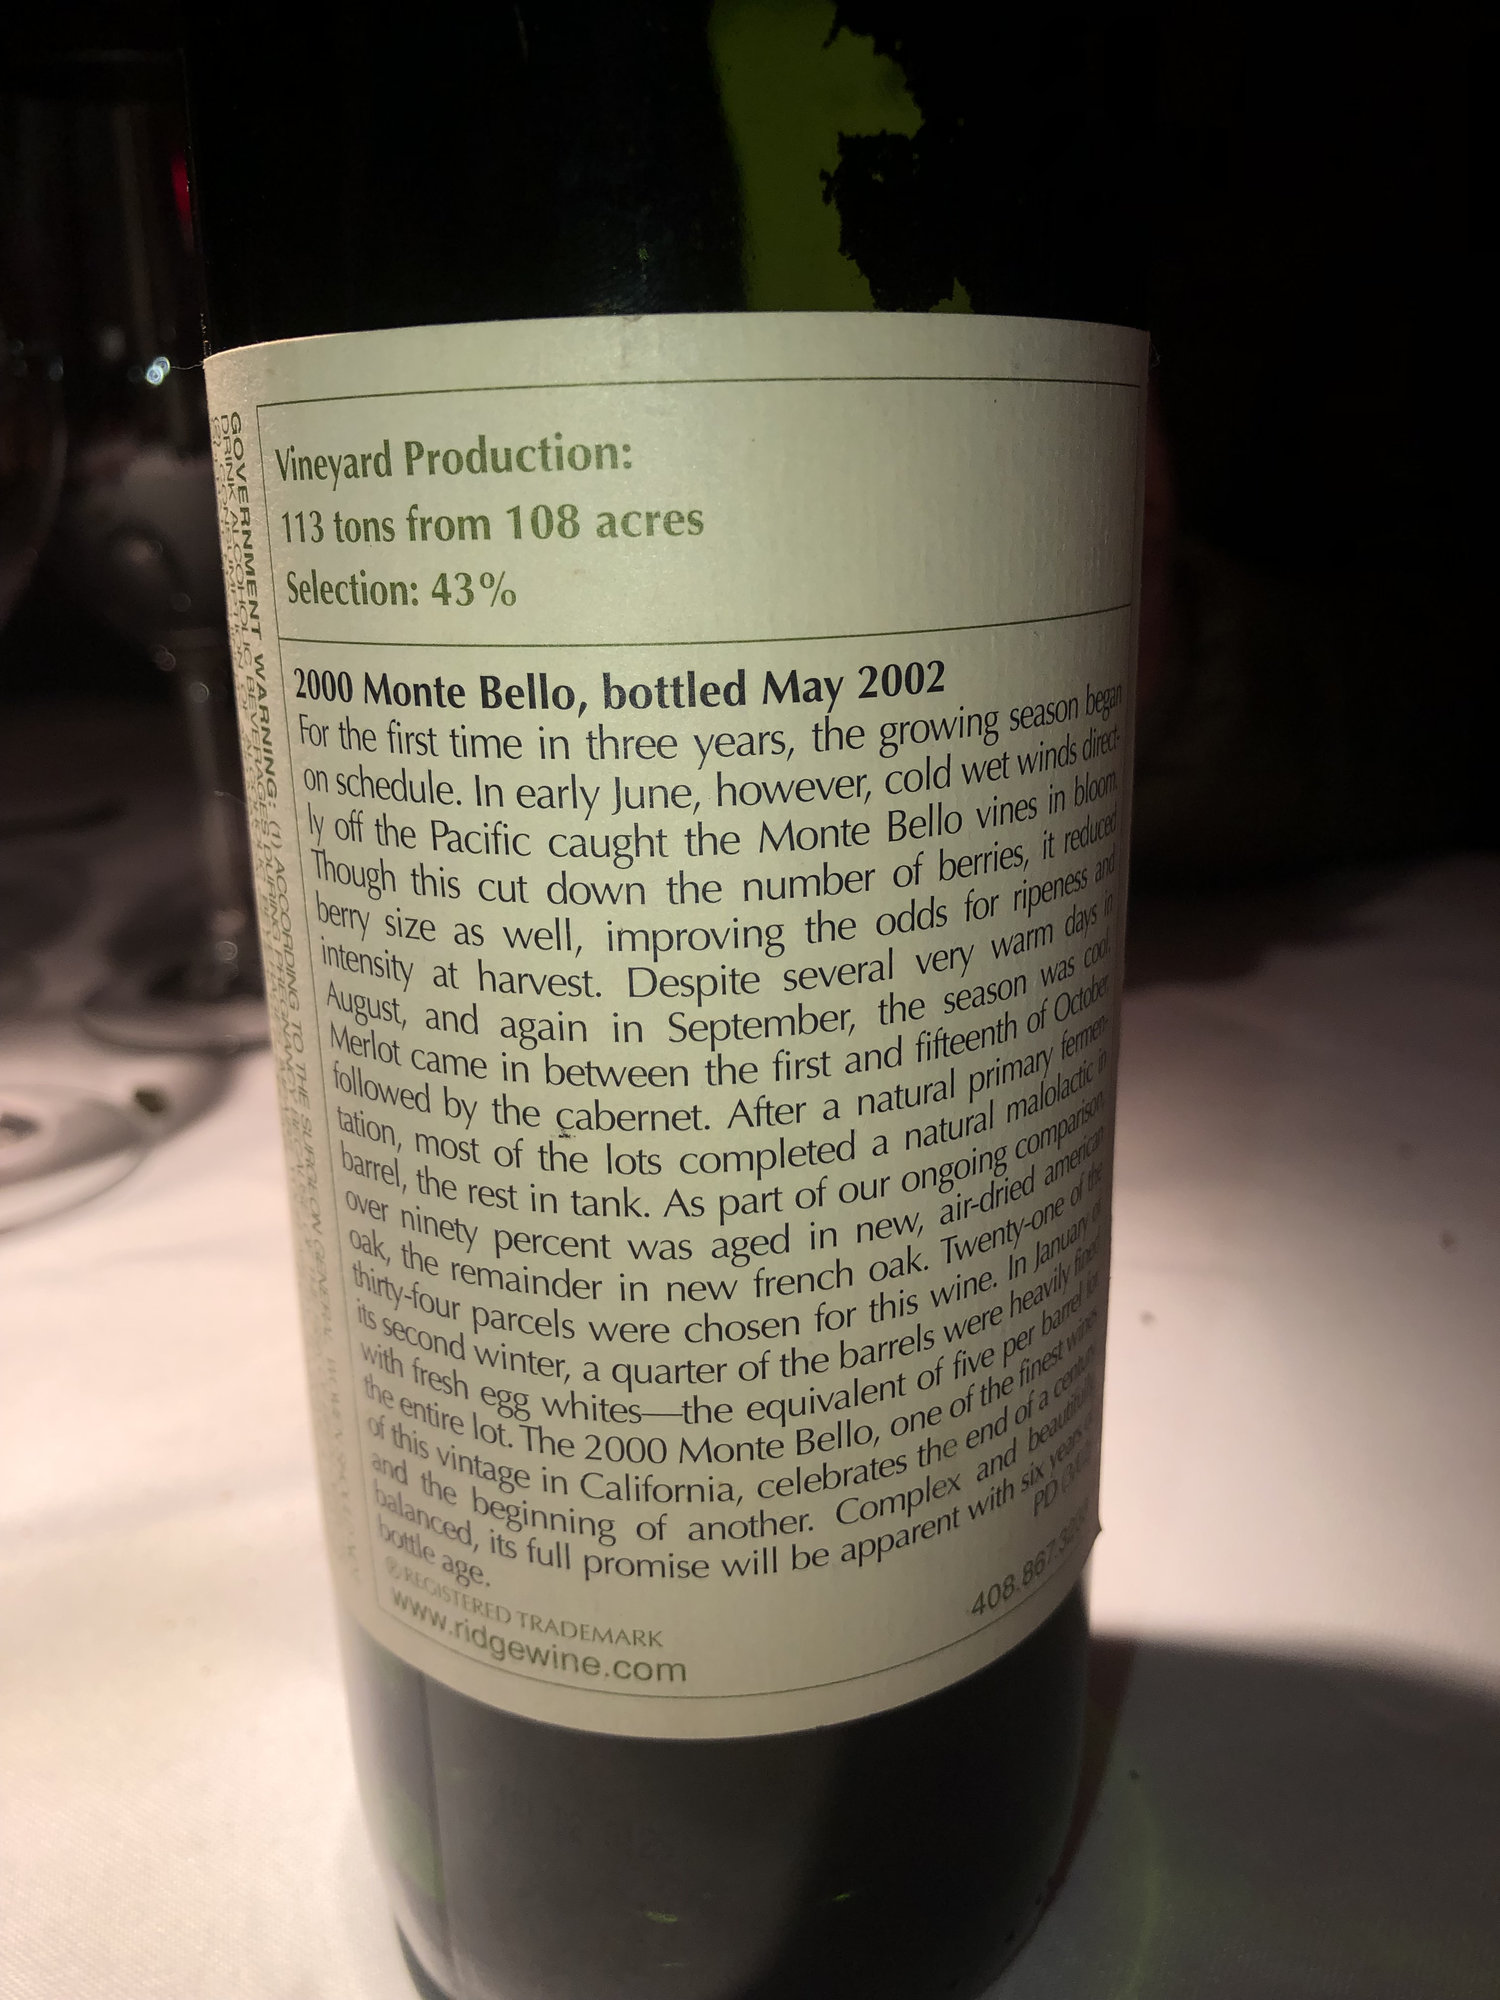 Vineyard Production:
113 tons from 108 acres
Selection: 43%
2000 Monte Bello, bottled May 2002
For the first time in three years, the growing season began
on schedule. In early June, however, cold wet winds direct-
ly off the Pacific caught the Monte Bello vines in bloom.
Though this cut down the number of berries, it reduced
berry size as well, improving the odds for ripeness and
intensity at harvest. Despite several very warm days in
August, and again in September, the season was cool.
Merlot came in between the first and fifteenth of October
followed by the cabernet. After a natural primary fermen-
tation, most of the lots completed a natural malolactic in
barrel, the rest in tank. As part of our ongoing comparison,
over ninety percent was aged in new, air-dried american
oak, the remainder in new french oak. Twenty-one of the
thirty-four parcels were chosen for this wine. In January of
its second winter, a quarter of the barrels were heavily fined
with fresh egg whites—the equivalent of five per barrel for
the entire lot. The 2000 Monte Bello, one of the finest wines
of this vintage in California, celebrates the end of a century
and the beginning of another. Complex and beautifully
balanced, its full promise will be apparent with six years of
bottle age. PD
®REGISTERED TRADEMARK
www.ridgewine.com 408.867.
GOVERNMENT WARNING: (1) ACCORDING TO THE SURGEON GENERAL, WOMEN SHOULD
DRINK ALCOHOLIC BEVERAGES DURING PREGNANCY
CONSUMPTION OF